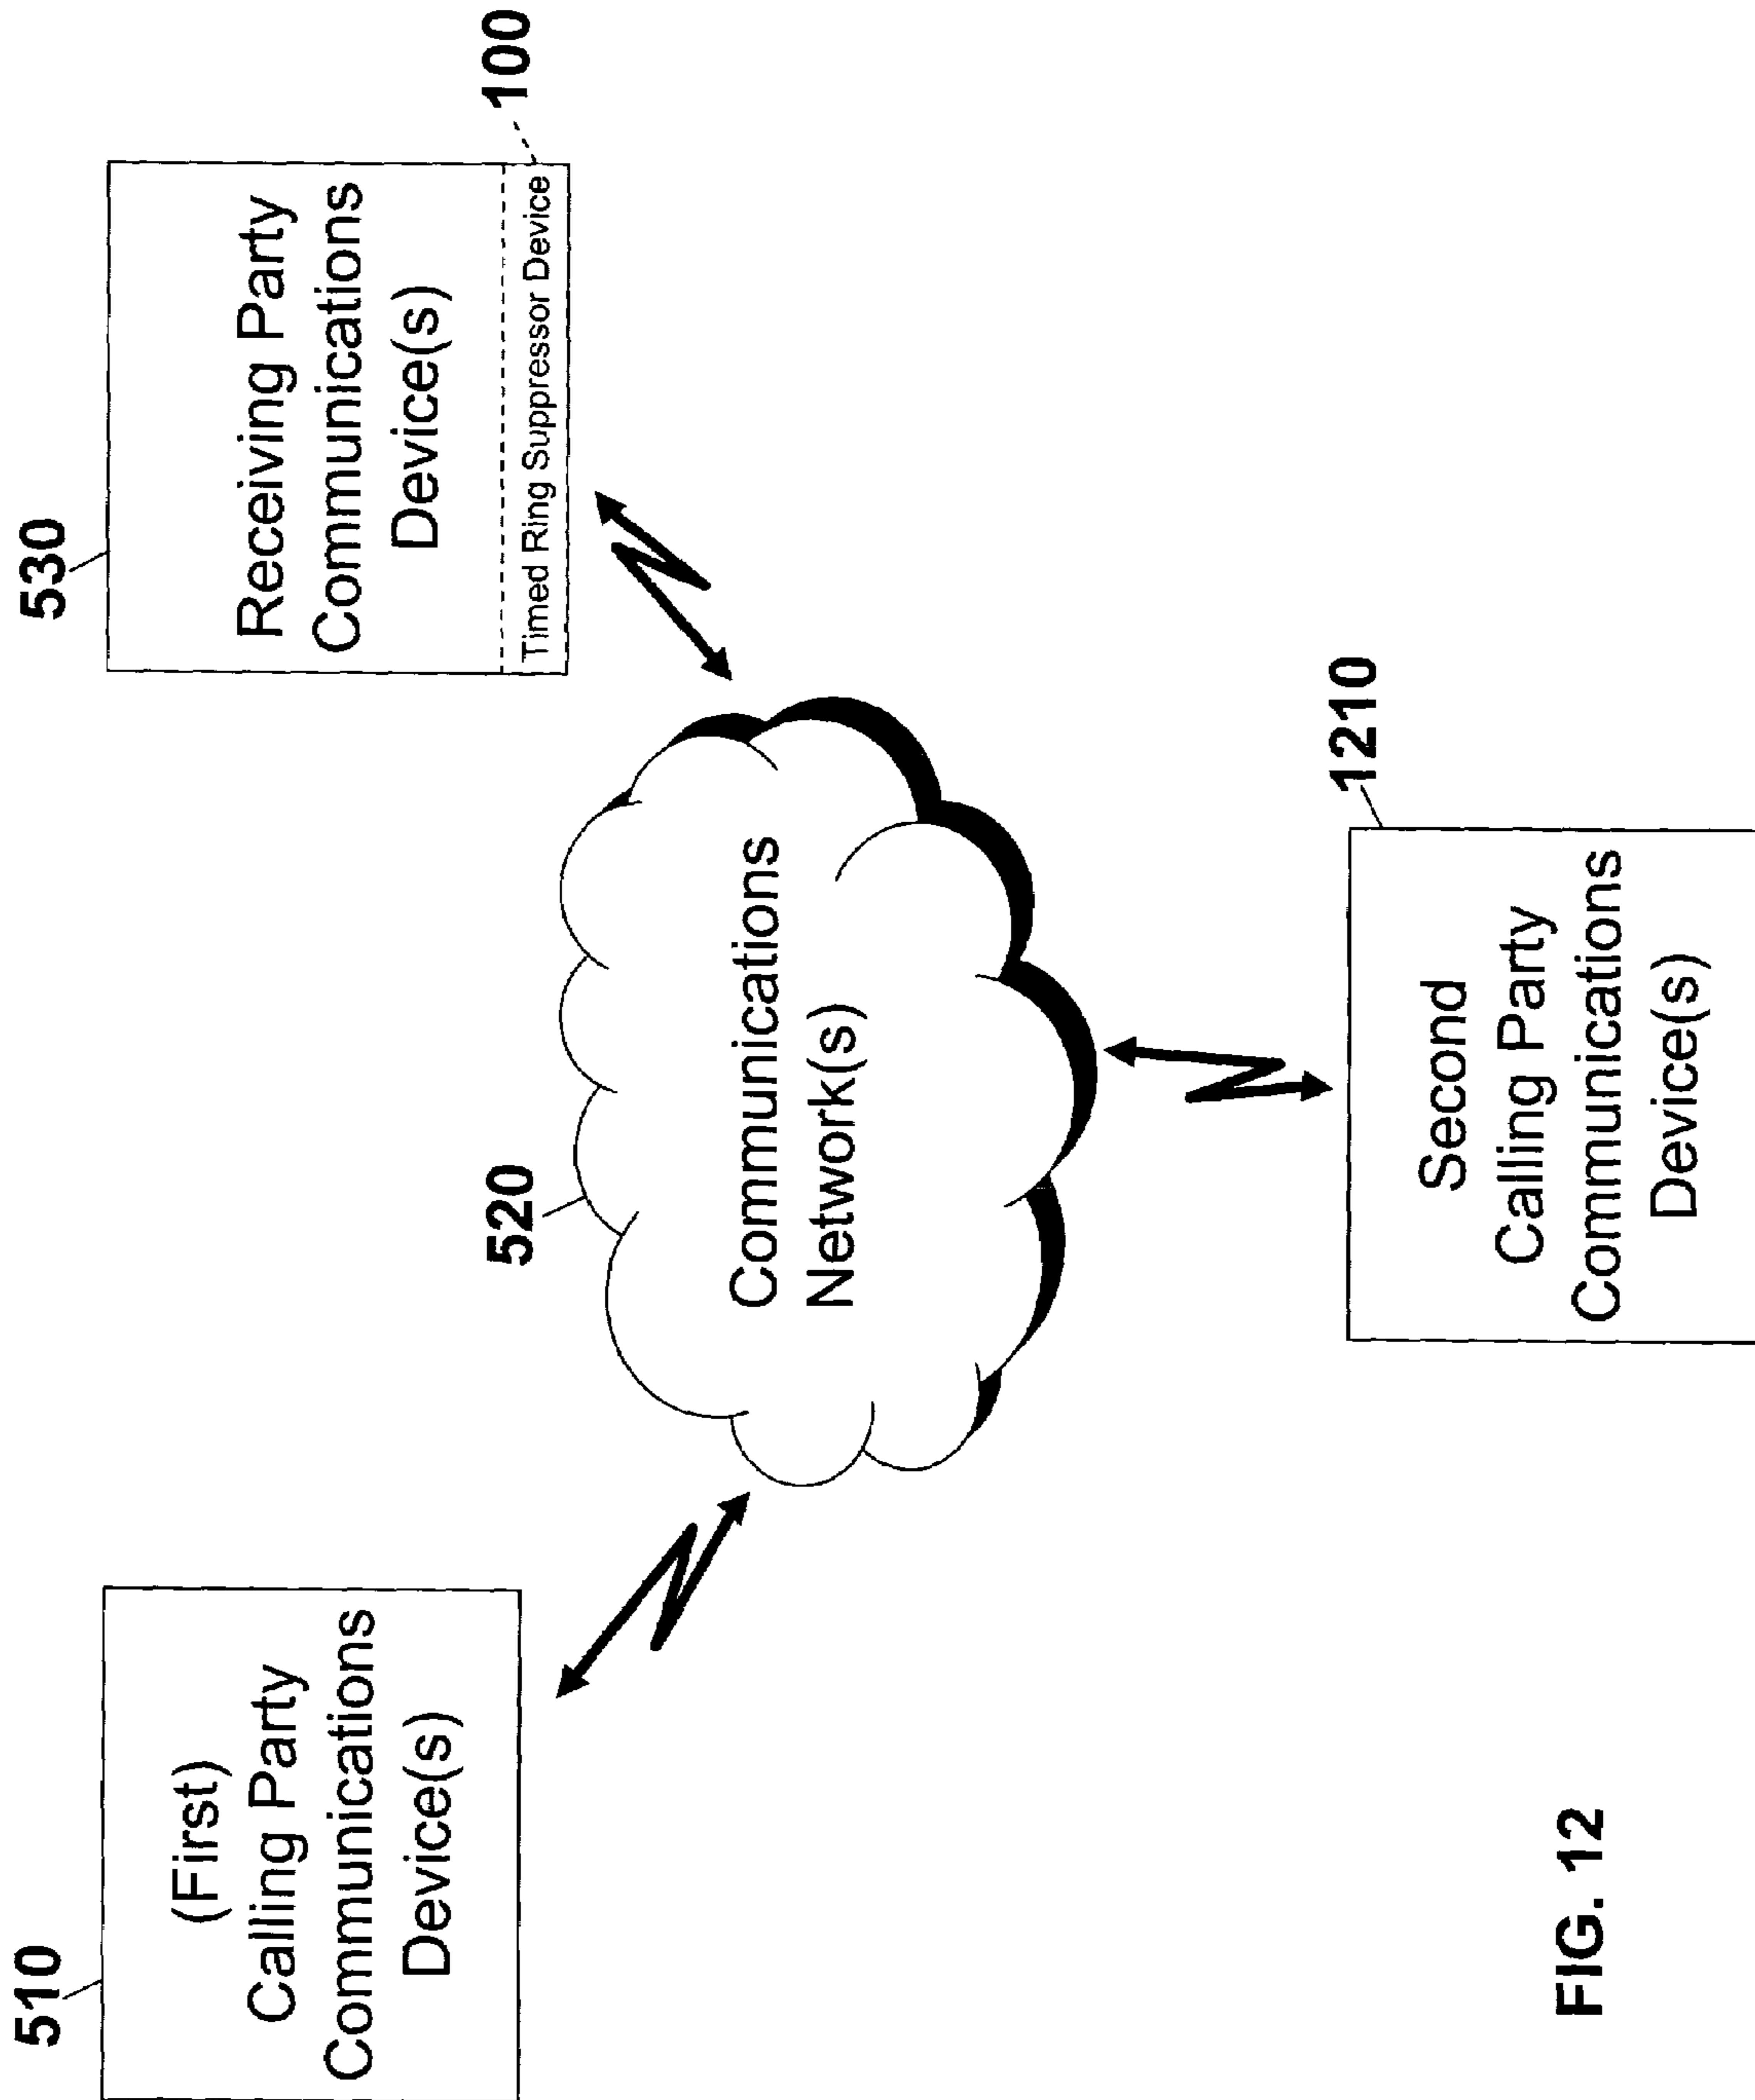 510
(First)
Calling Party
Communications
Device(s)
530
Receiving Party
Communications
Device(s)
Timed Ring Suppressor Device
100
520
Communications
Network(s)
1210
Second
Calling Party
Communications
Device(s)
FIG. 12